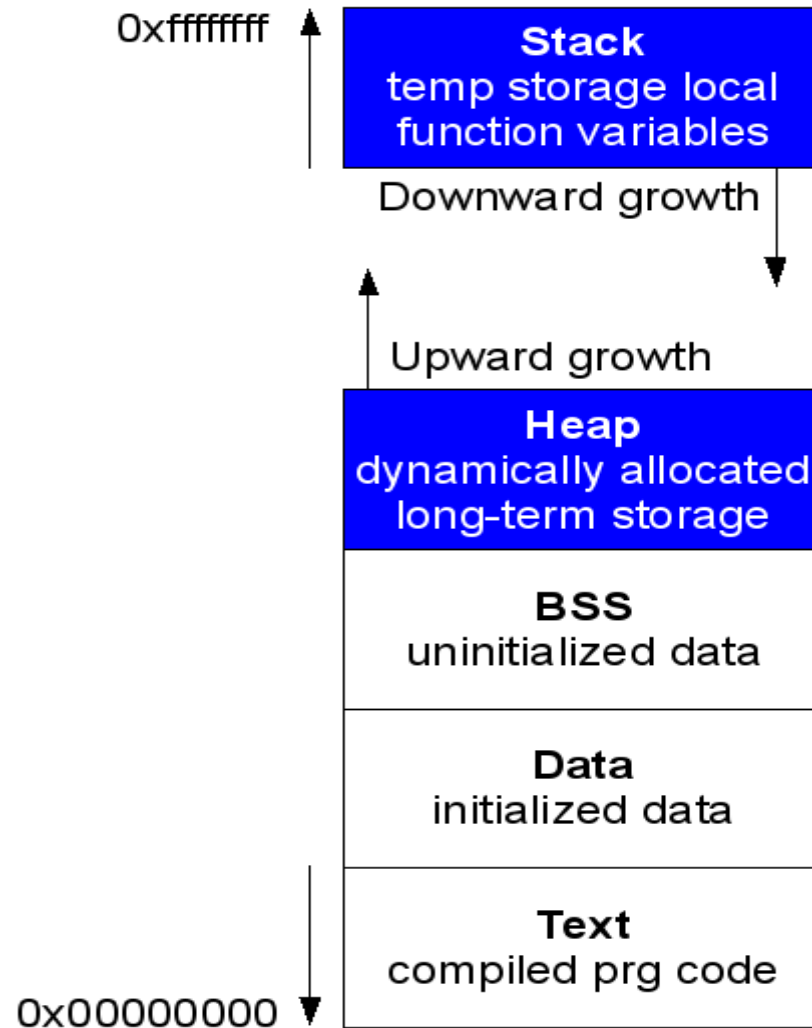 0xffffffff
Stack
temp storage local
function variables
Downward growth
Upward growth
Heap
dynamically allocated
long-term storage
BSS
uninitialized data
Data
initialized data
Text
compiled prg code
0x00000000